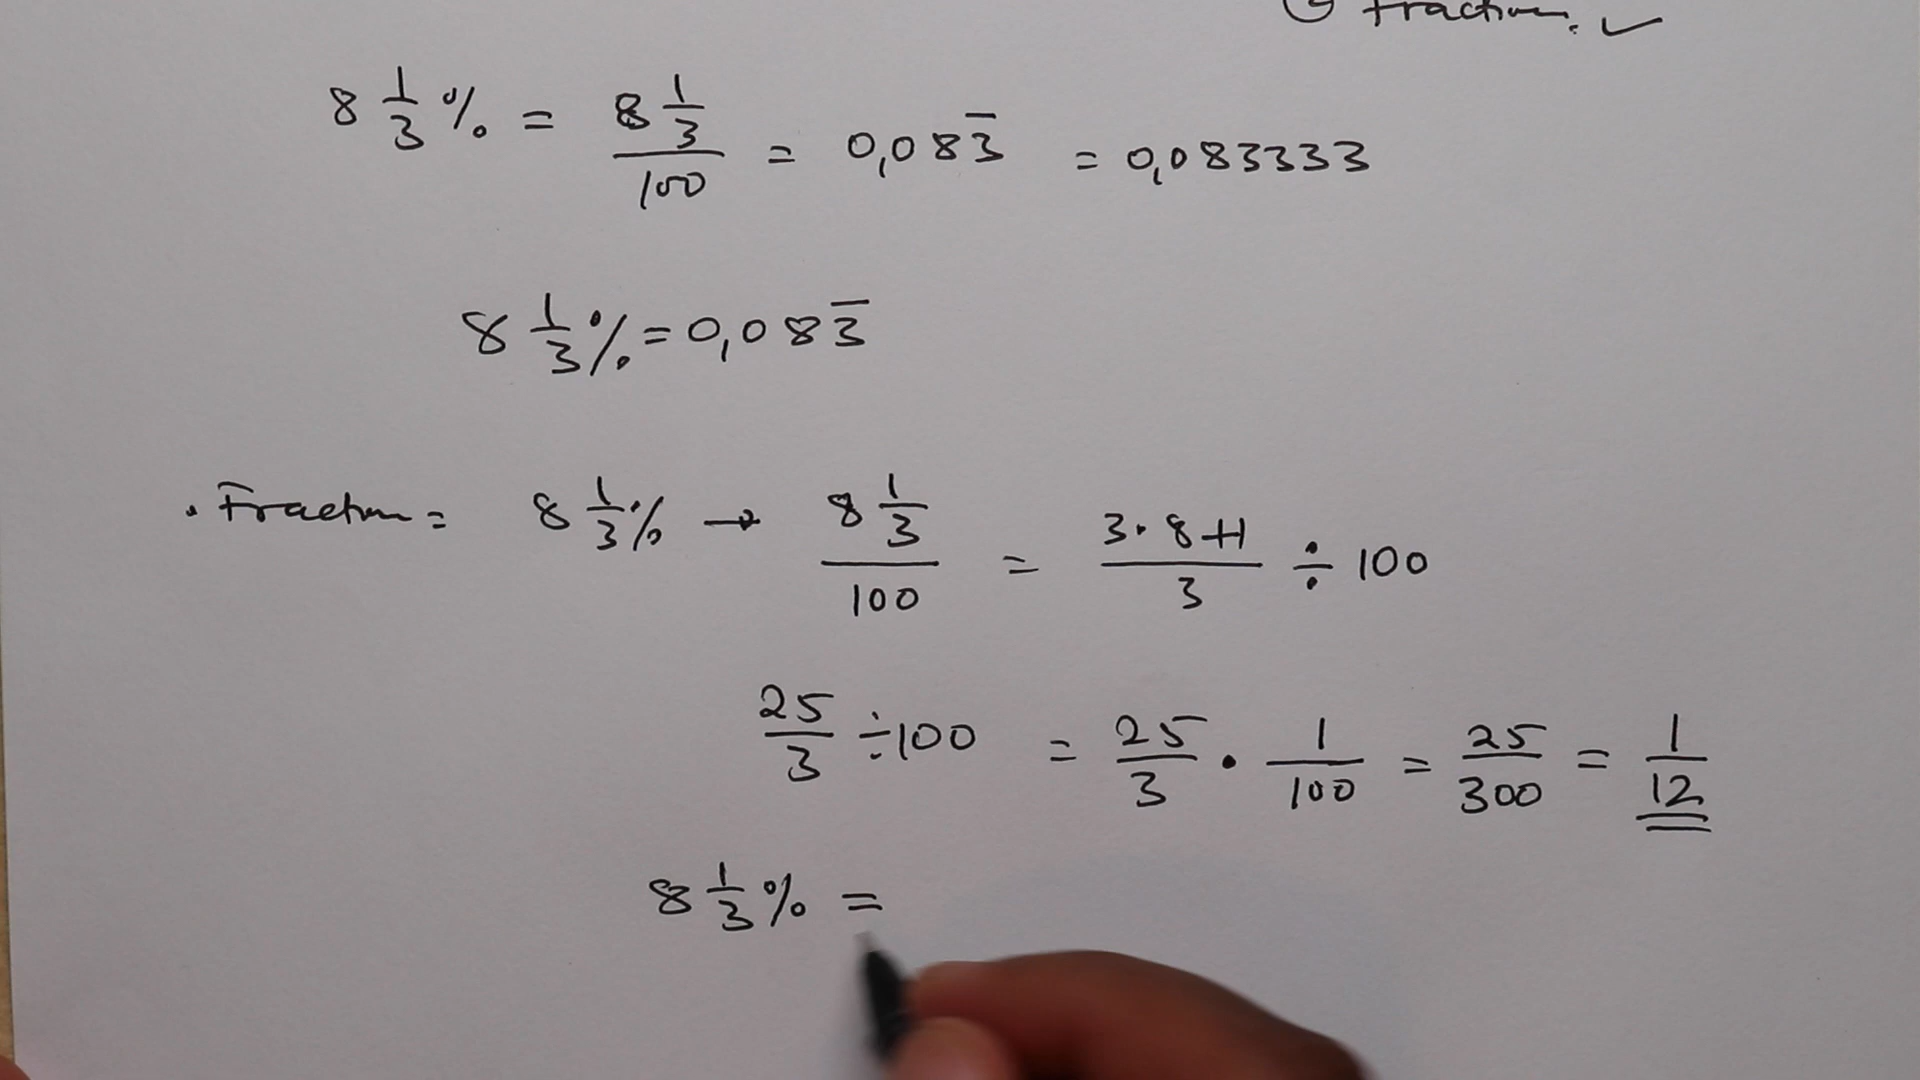 ② Fraction. ✓
8 1/3 % = 8 1/3 / 100 = 0,083̅ = 0,083333
8 1/3 % = 0,083̅
. Fraction = 8 1/3 % → 8 1/3 / 100 = 3·8+1 / 3 ÷ 100
25/3 ÷ 100 = 25/3 · 1/100 = 25/300 = 1/12
8 1/3 % =